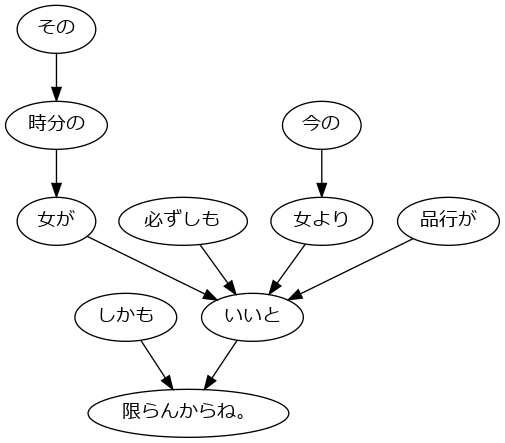 その
時分の
今の
女が
必ずしも
女より
品行が
しかも
いいと
限らんからね。